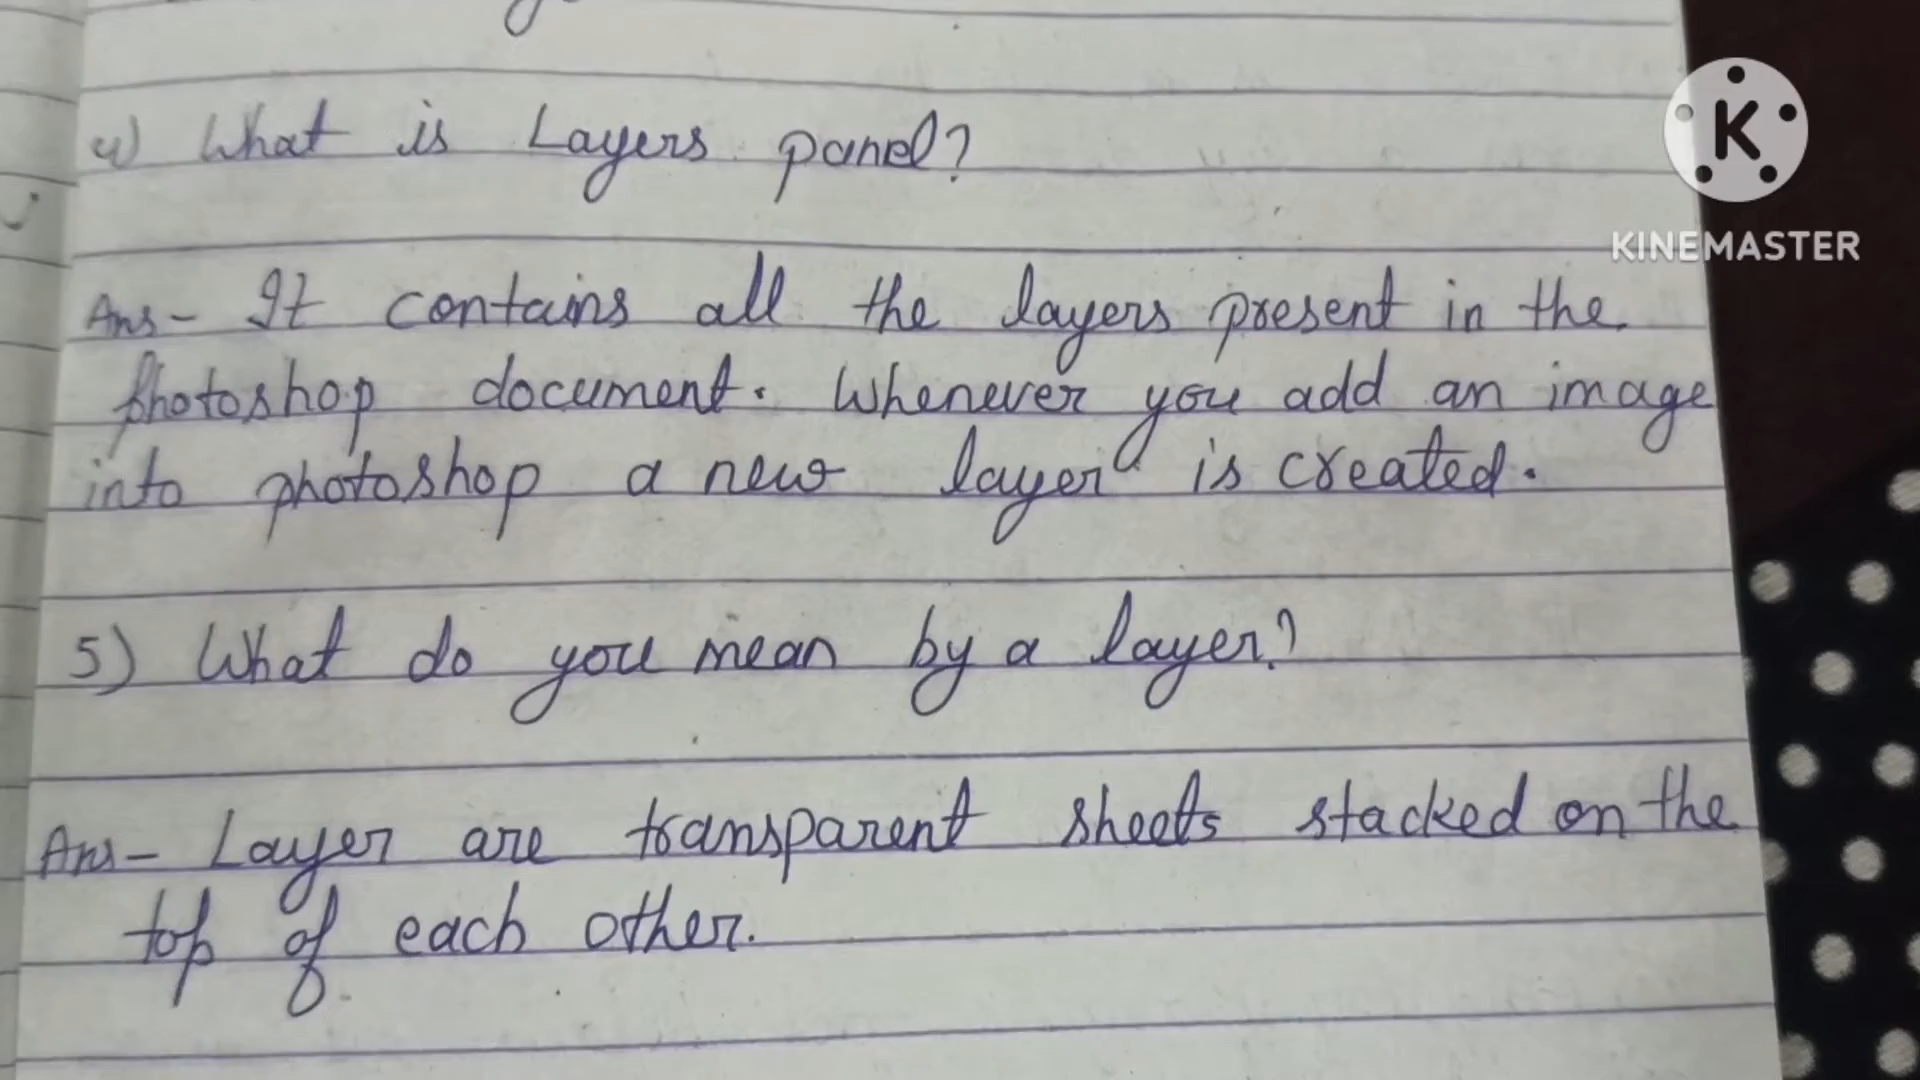 4) What is Layers panel?
K
KINEMASTER
Ans- It contains all the layers present in the
photoshop document. Whenever you add an image
into photoshop a new layer is created.
5) What do you mean by a layer?
Ans- Layer are transparent sheets stacked on the
top of each other.